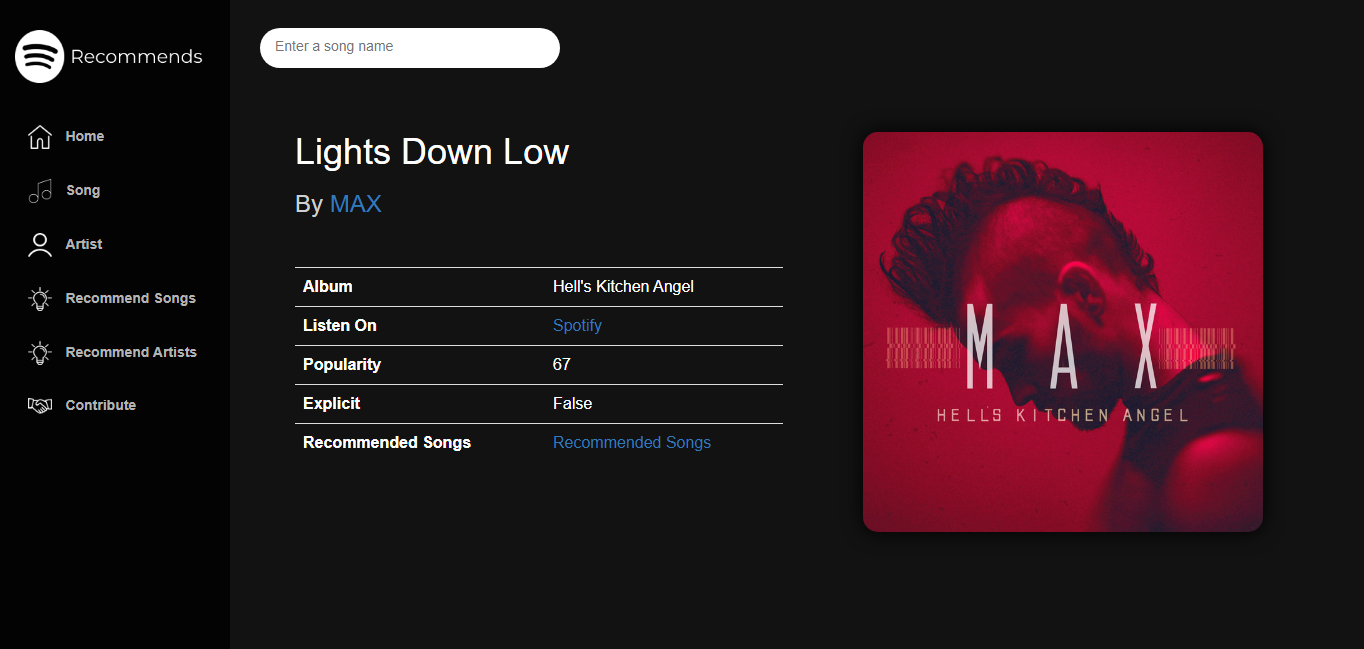 Recommends
Home
Song
Artist
Recommend Songs
Recommend Artists
Contribute
Enter a song name
Lights Down Low
By MAX
Album Hell's Kitchen Angel
Listen On Spotify
Popularity 67
Explicit False
Recommended Songs Recommended Songs
MAX
HELL'S KITCHEN ANGEL